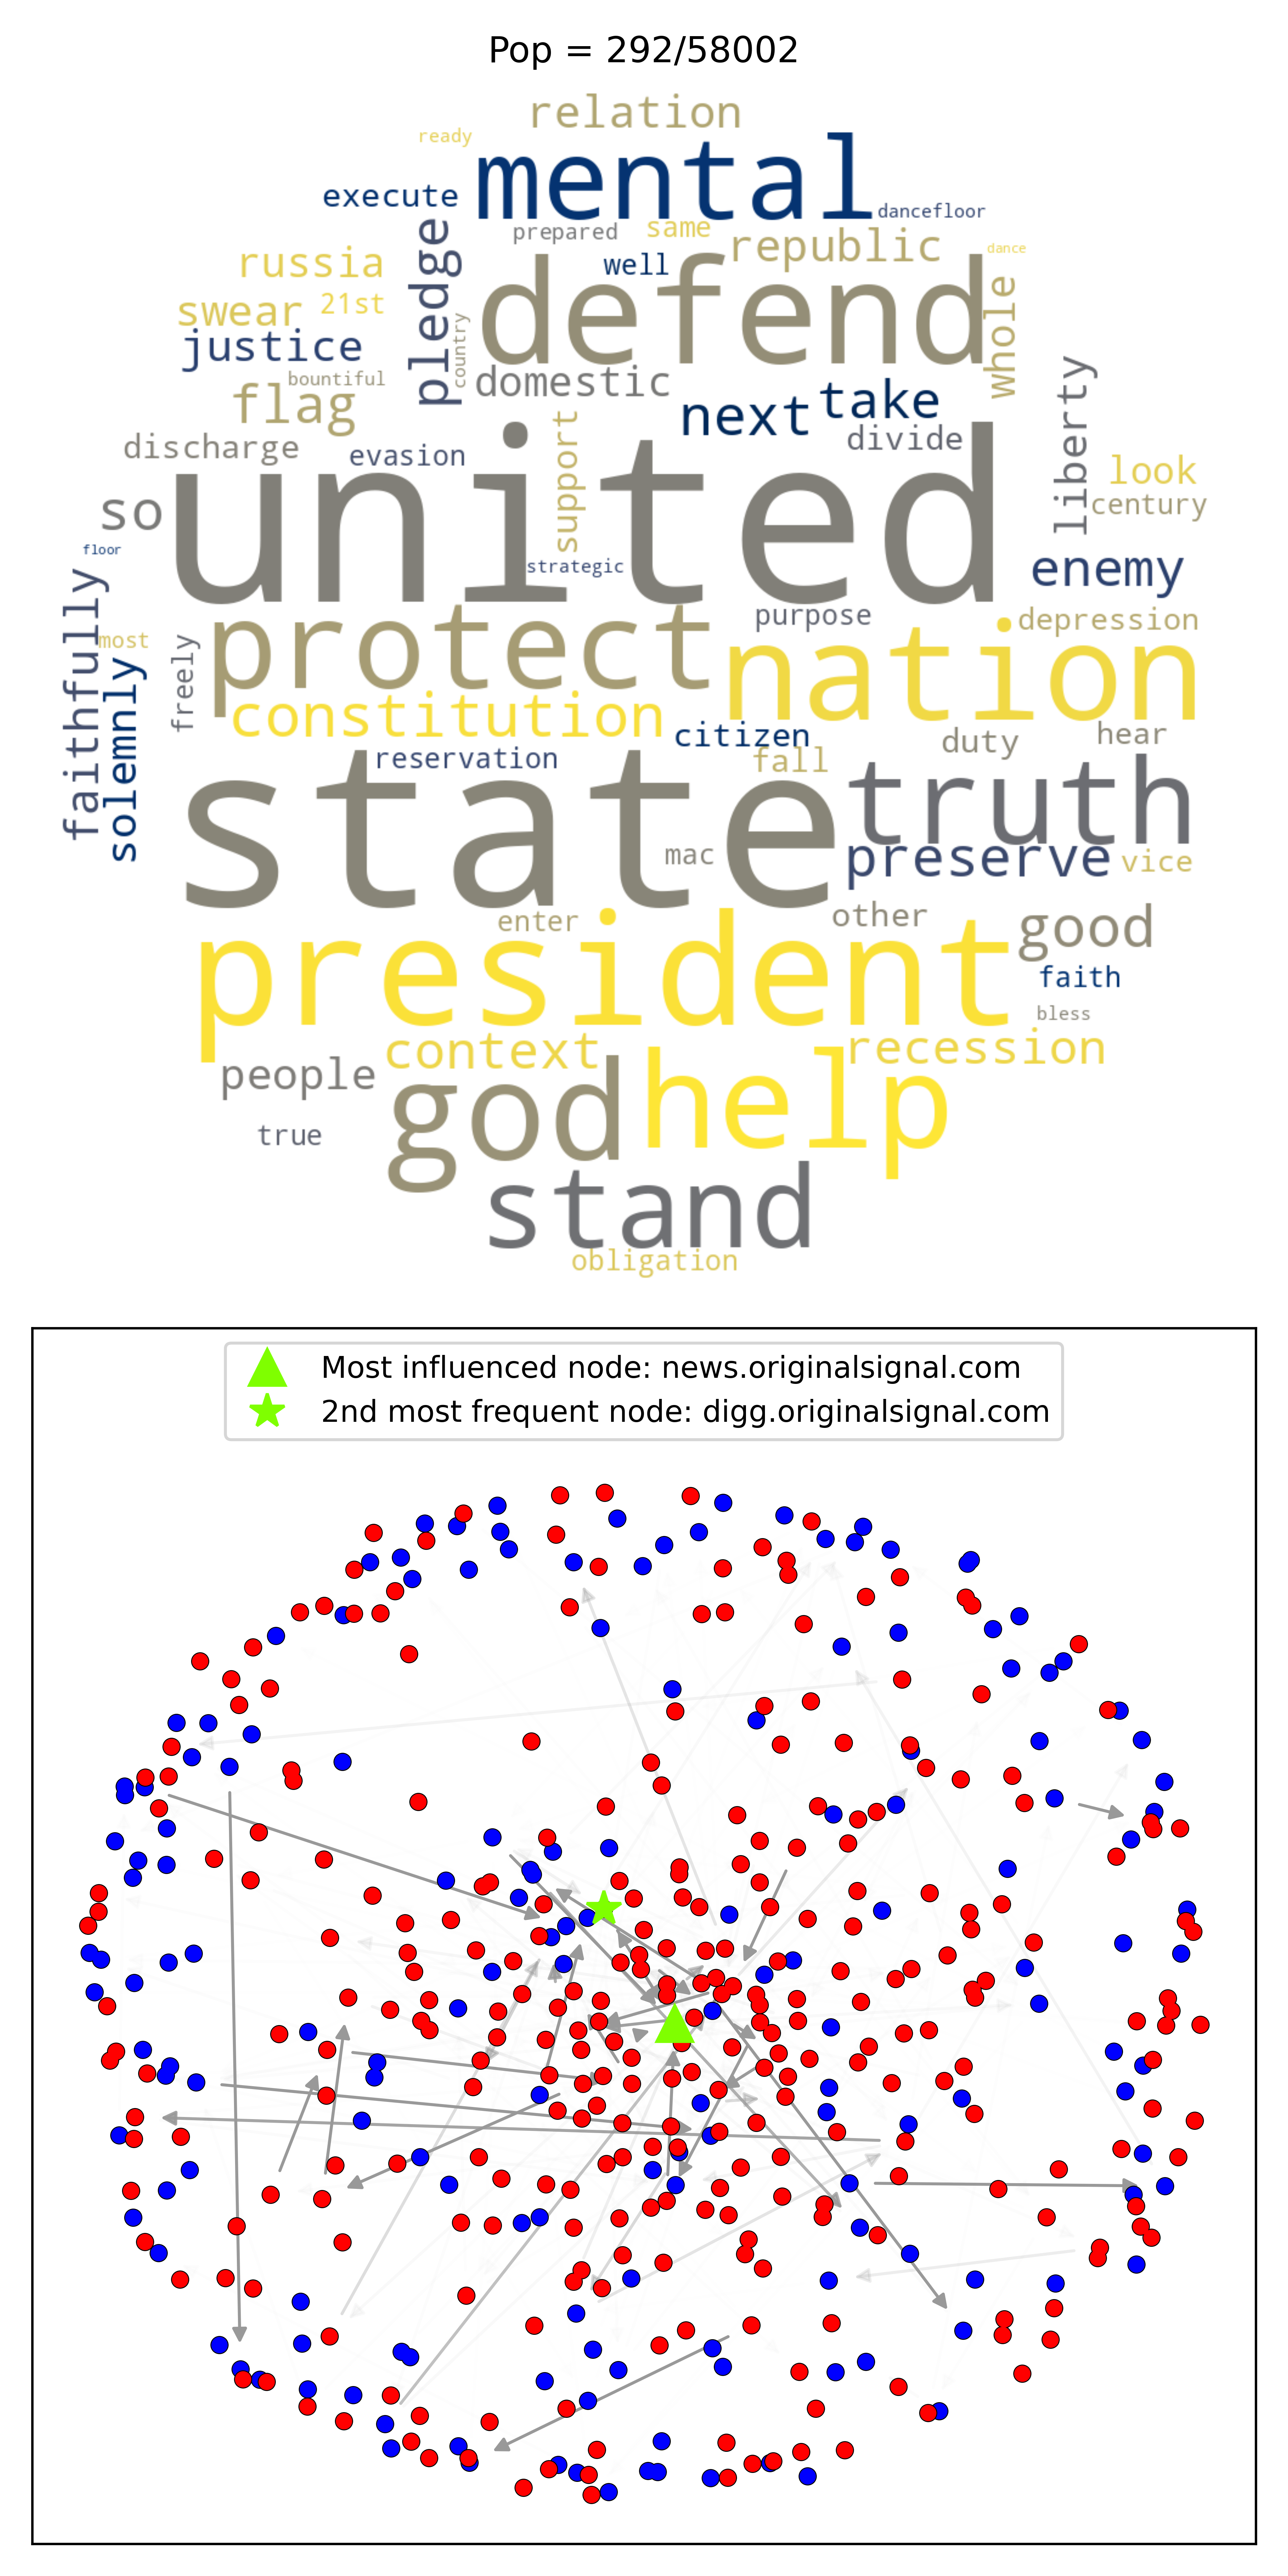 Pop = 292/58002
relation
ready
mental
execute
dancefloor
prepared
same
republic
dance
pledge
well
russia
defend
whole
swear
21st
justice
country
bountiful
domestic
flag
next
take
divide
liberty
discharge
evasion
support
look
century
so
united
floor
strategic
enemy
faithfully
purpose
depression
most
protect
nation
freely
solemnly
constitution
citizen
duty
hear
reservation
fall
state
truth
mac
preserve
vice
enter
other
good
president
faith
bless
context
recession
people
god
help
true
stand
obligation
Most influenced node: news.originalsignal.com
2nd most frequent node: digg.originalsignal.com